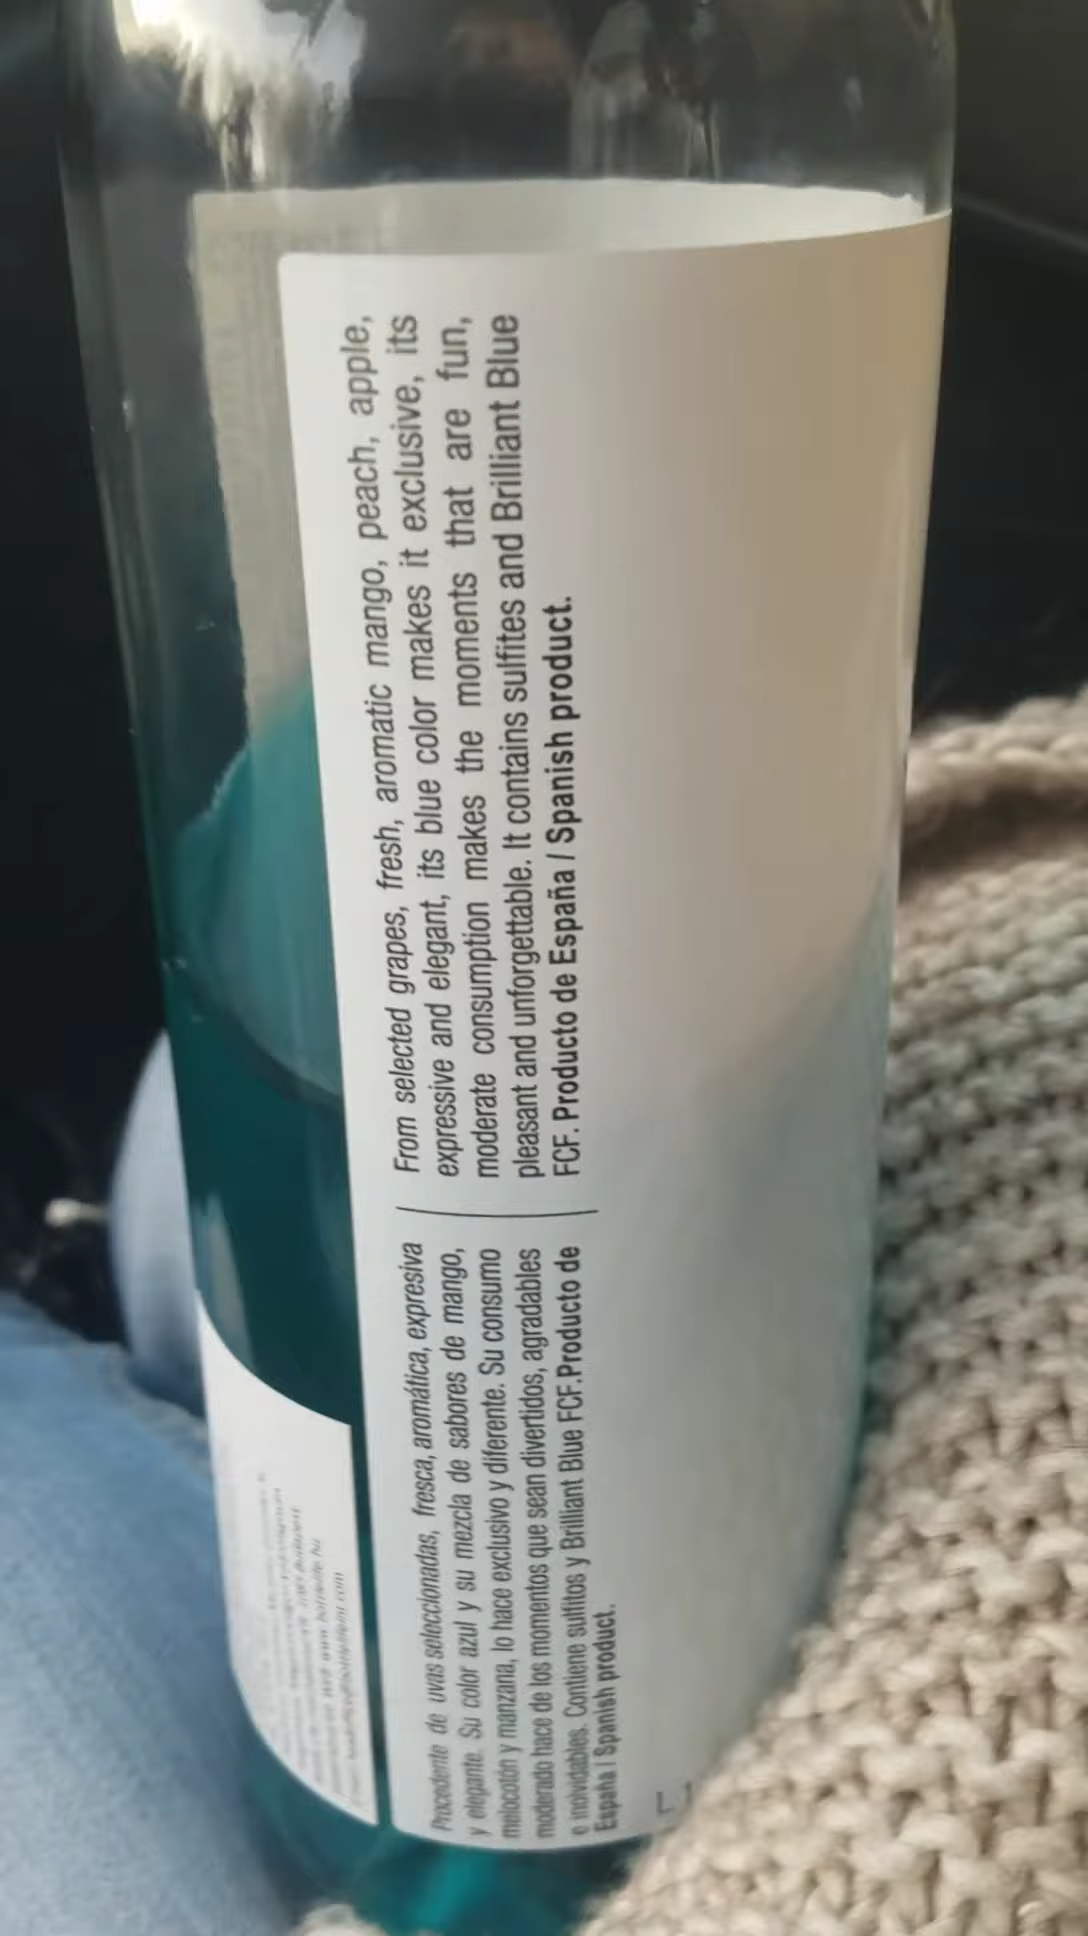 Procedente de uvas seleccionadas, fresca, aromática, expresiva
y elegante. Su color azul y su mezcla de sabores de mango,
melocotón y manzana, lo hace exclusivo y diferente. Su consumo
moderado hace de los momentos que sean divertidos, agradables
e inolvidables. Contiene sulfitos y Brilliant Blue FCF.Producto de
España / Spanish product.
From selected grapes, fresh, aromatic mango, peach, apple,
expressive and elegant, its blue color makes it exclusive, its
moderate consumption makes the moments that are fun,
pleasant and unforgettable. It contains sulfites and Brilliant Blue
FCF. Producto de España / Spanish product.